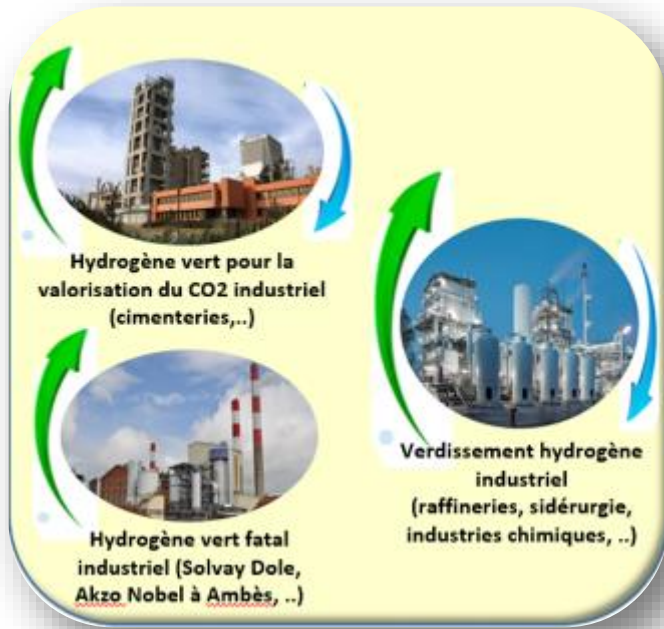 Hydrogène vert pour la
valorisation du CO2 industriel
(cimenteries,..)
Hydrogène vert fatal
industriel (Solvay Dole,
Akzo Nobel à Ambès, ..)
Verdissement hydrogène
industriel
(raffineries, sidérurgie,
industries chimiques, ..)